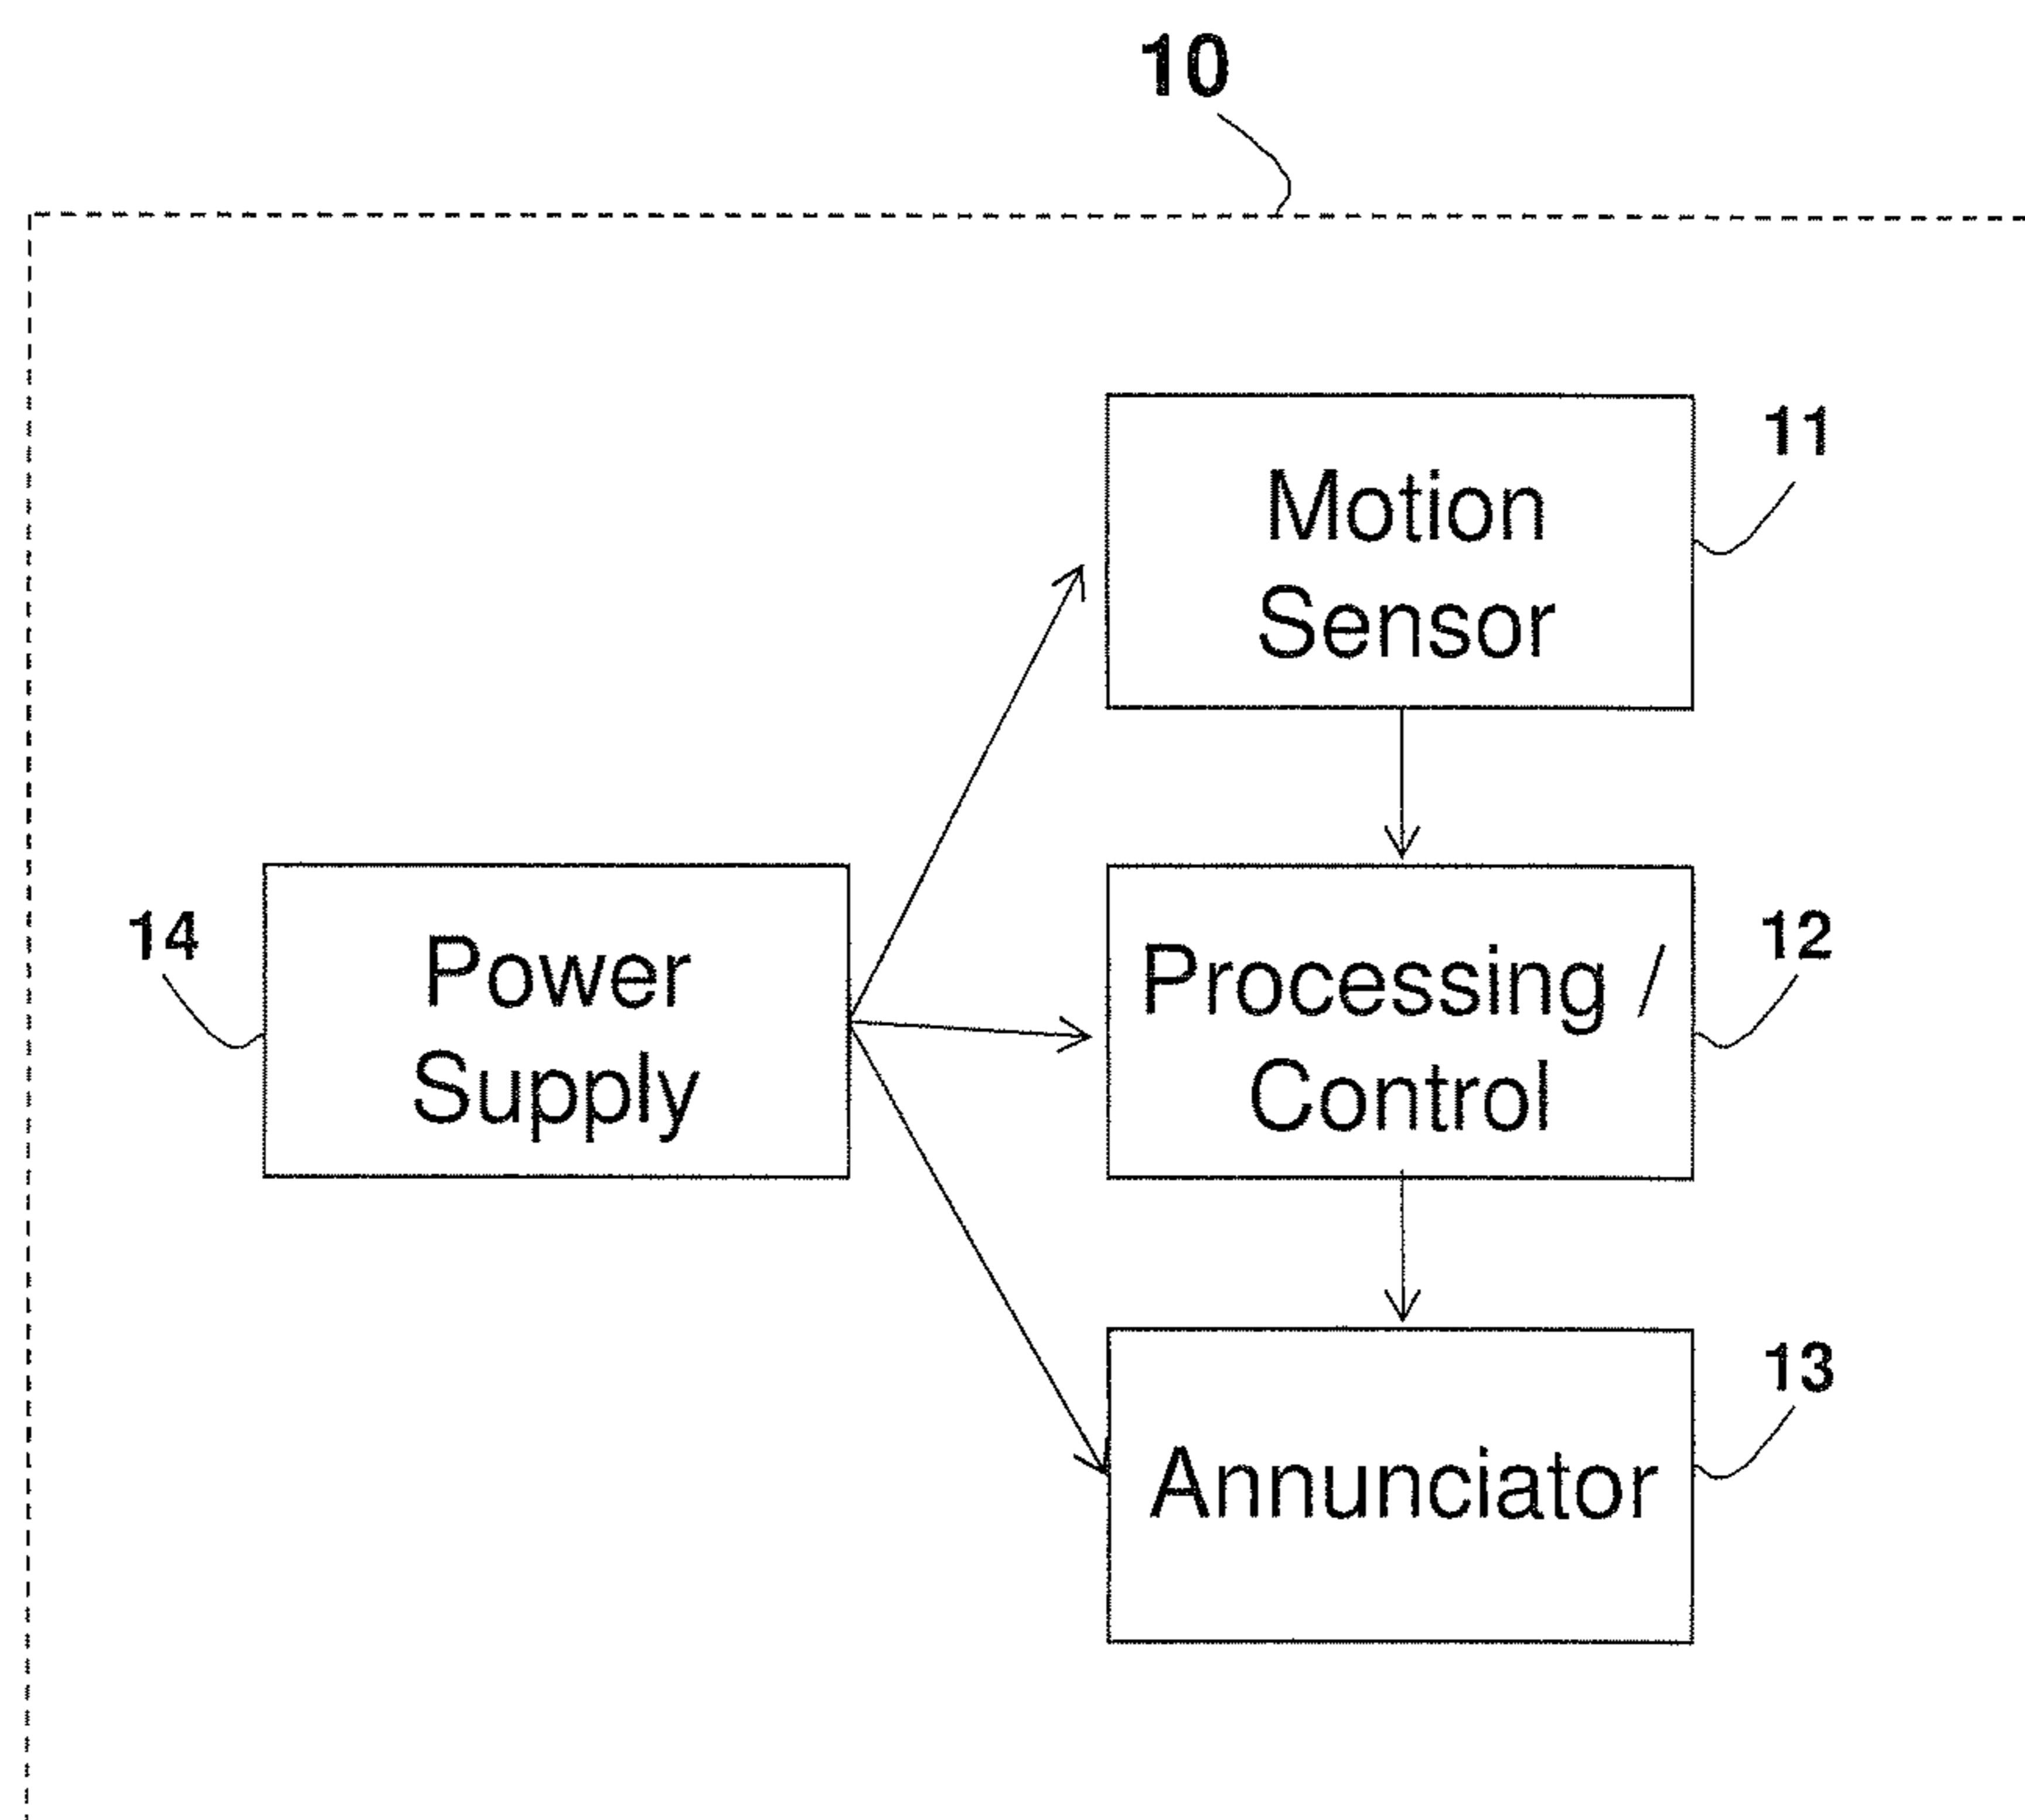 10
11
Motion
Sensor
14
Power
Supply
12
Processing /
Control
13
Annunciator